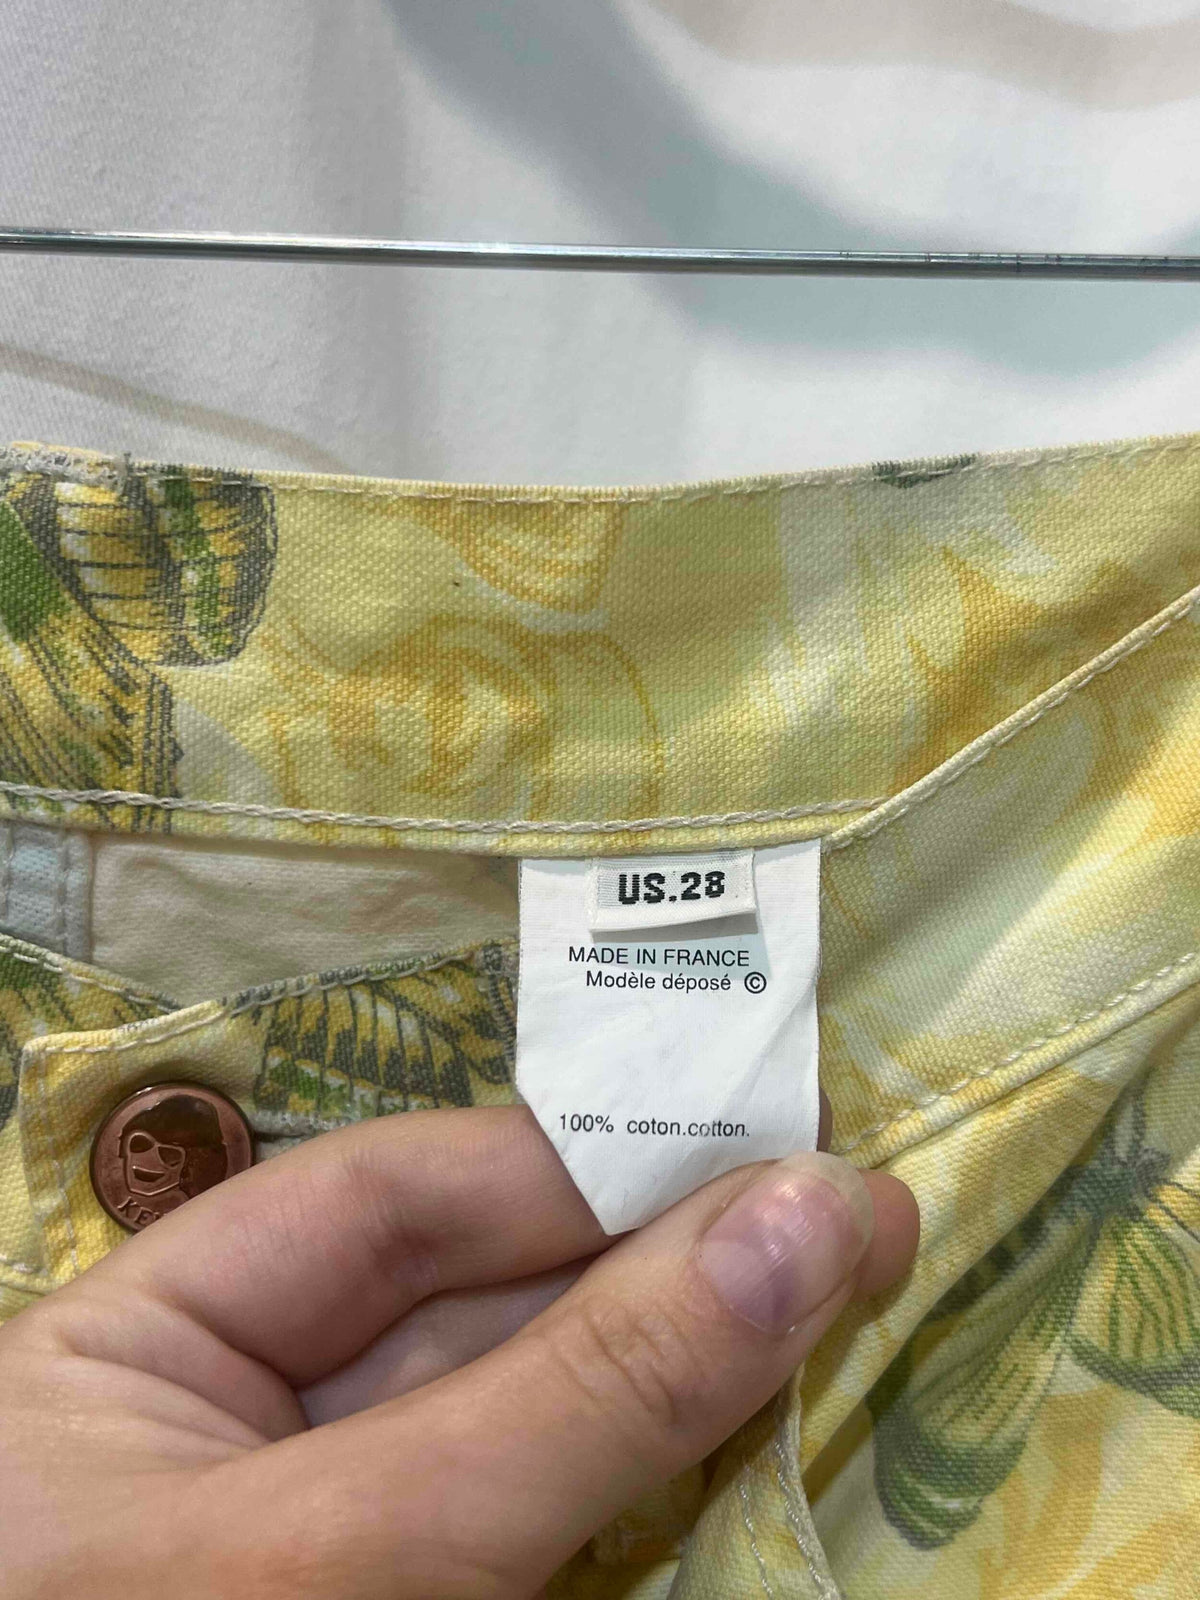 US.28
MADE IN FRANCE
Modèle déposé ©
100% coton.cotton.